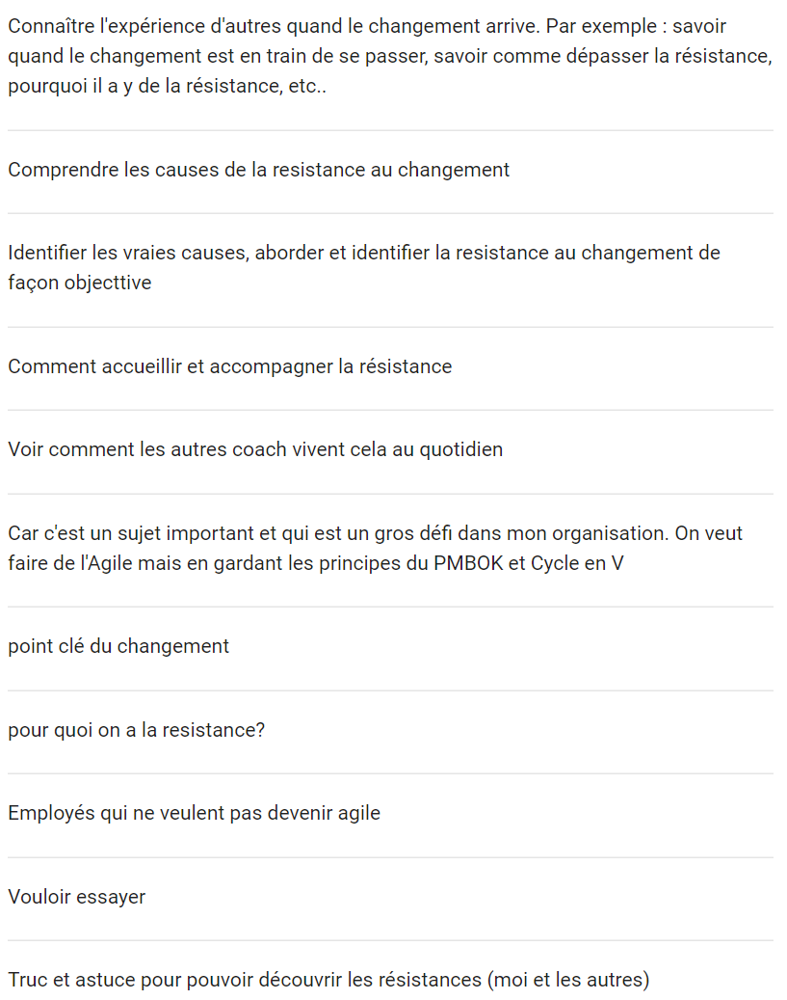 Connaître l'expérience d'autres quand le changement arrive. Par exemple : savoir
quand le changement est en train de se passer, savoir comme dépasser la résistance,
pourquoi il a y de la résistance, etc..
Comprendre les causes de la resistance au changement
Identifier les vraies causes, aborder et identifier la resistance au changement de
façon objecttive
Comment accueillir et accompagner la résistance
Voir comment les autres coach vivent cela au quotidien
Car c'est un sujet important et qui est un gros défi dans mon organisation. On veut
faire de l'Agile mais en gardant les principes du PMBOK et Cycle en V
point clé du changement
pour quoi on a la resistance?
Employés qui ne veulent pas devenir agile
Vouloir essayer
Truc et astuce pour pouvoir découvrir les résistances (moi et les autres)